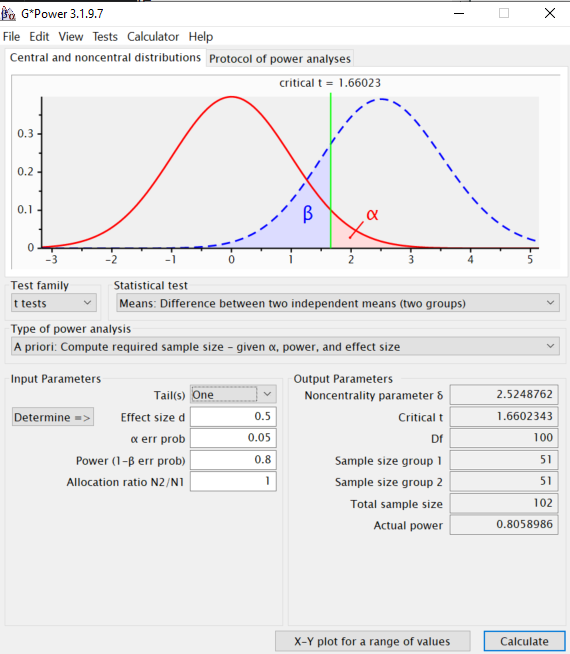 G*Power 3.1.9.7
File Edit View Tests Calculator Help
Central and noncentral distributions Protocol of power analyses
critical t = 1.66023
0.3
0.2
0.1
0
β
α
-3 -2 -1 0 1 2 3 4 5
Test family Statistical test
t tests Means: Difference between two independent means (two groups)
Type of power analysis
A priori: Compute required sample size – given α, power, and effect size
Input Parameters Output Parameters
Tail(s) One Noncentrality parameter δ 2.5248762
Determine => Effect size d 0.5 Critical t 1.6602343
α err prob 0.05 Df 100
Power (1-β err prob) 0.8 Sample size group 1 51
Allocation ratio N2/N1 1 Sample size group 2 51
Total sample size 102
Actual power 0.8058986
X-Y plot for a range of values Calculate